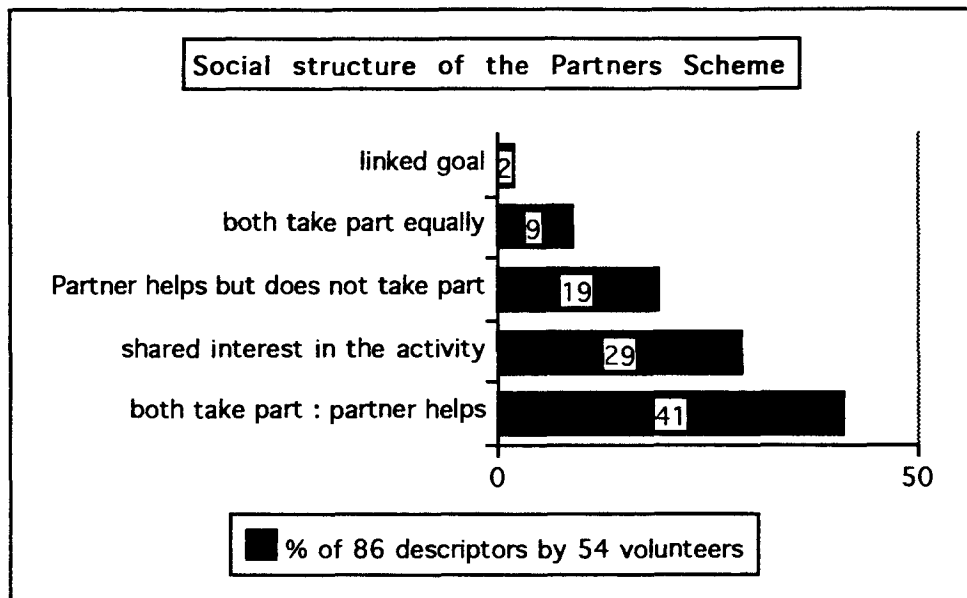 Social structure of the Partners Scheme
linked goal
2
both take part equally
9
Partner helps but does not take part
19
shared interest in the activity
29
both take part : partner helps
41
0
50
% of 86 descriptors by 54 volunteers